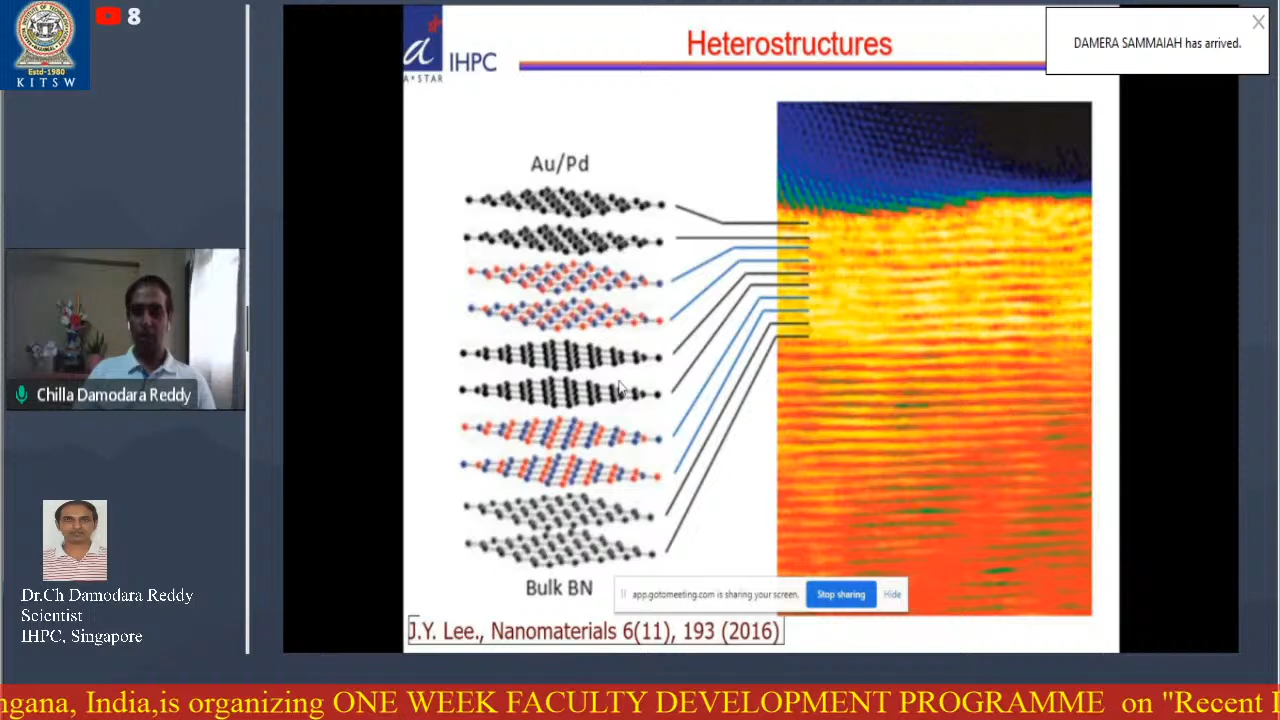 8
Estd-1980
K I T S W
A★STAR
IHPC
Heterostructures
DAMERA SAMMAIAH has arrived.
Au/Pd
Bulk BN
app.gotomeeting.com is sharing your screen.
Stop sharing
Hide
J.Y. Lee., Nanomaterials 6(11), 193 (2016)
Chilla Damodara Reddy
Dr.Ch Damodara Reddy
Scientist
IHPC, Singapore
ngana, India,is organizing ONE WEEK FACULTY DEVELOPMENT PROGRAMME on "Recent